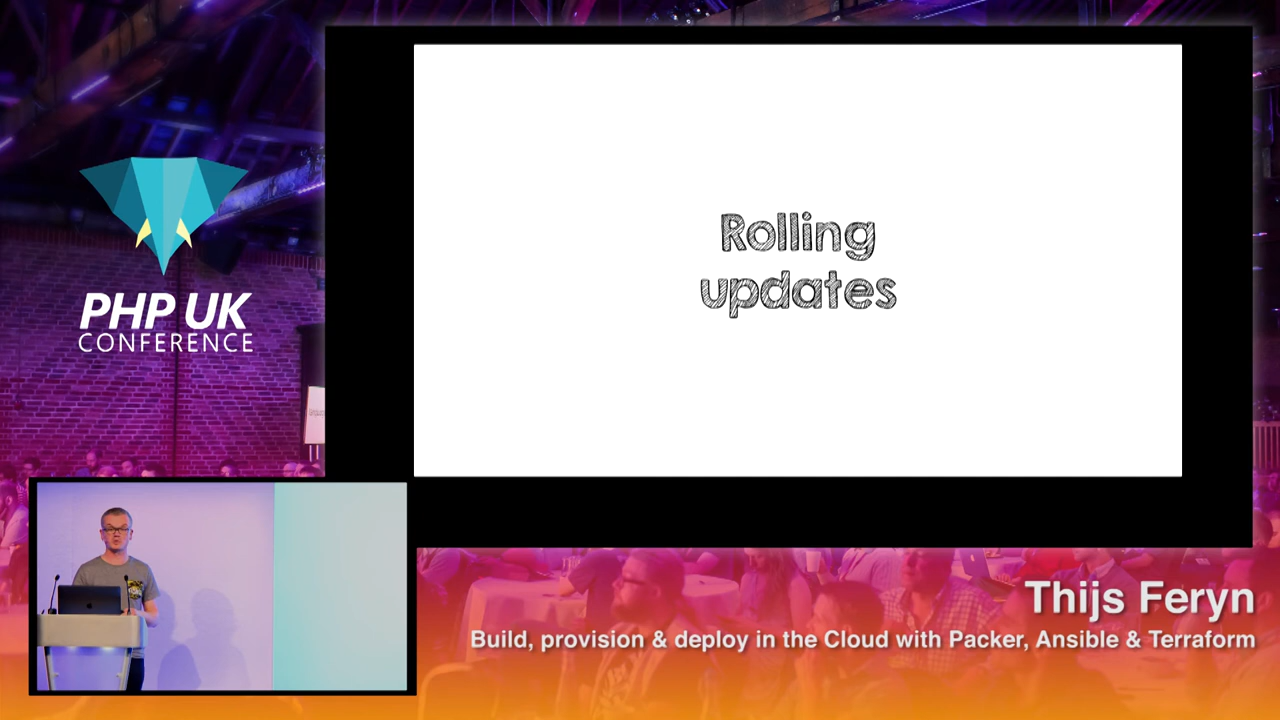 Rolling
updates
PHP UK
CONFERENCE
Thijs Feryn
Build, provision & deploy in the Cloud with Packer, Ansible & Terraform